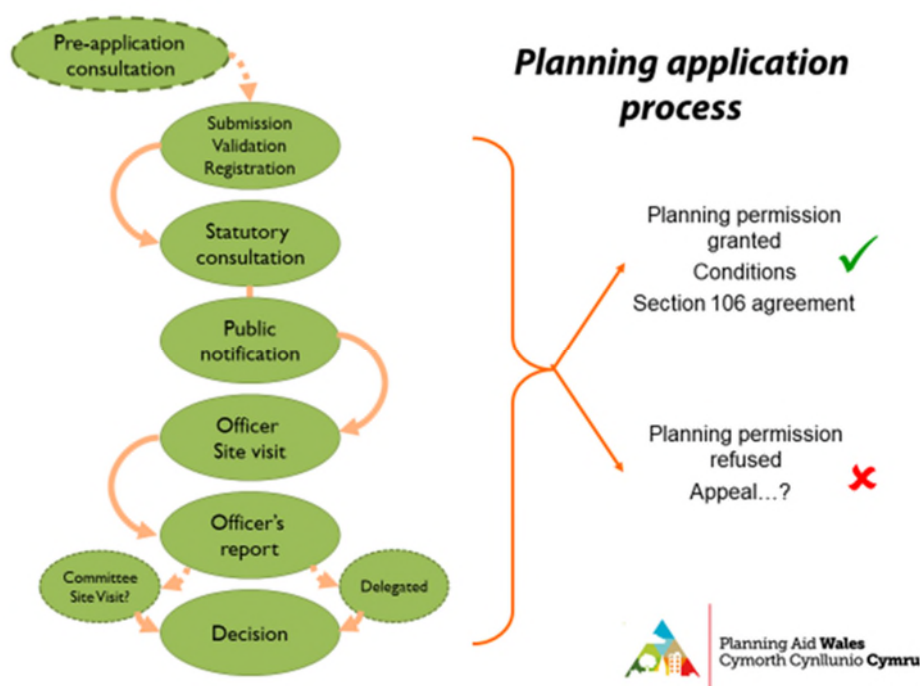 Planning application
process
Pre-application
consultation
Submission
Validation
Registration
Statutory
consultation
Public
notification
Officer
Site visit
Officer's
report
Committee
Site Visit?
Delegated
Decision
Planning permission
granted
Conditions
Section 106 agreement
Planning permission
refused
Appeal...?
Planning Aid Wales
Cymorth Cynllunio Cymru